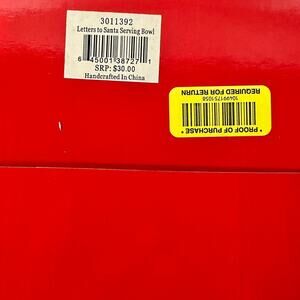 3011392
Letters to Santa Serving Bowl
6 45001 38727 1
SRP: $30.00
Handcrafted In China
* PROOF OF PURCHASE *
10499171058
REQUIRED FOR RETURN